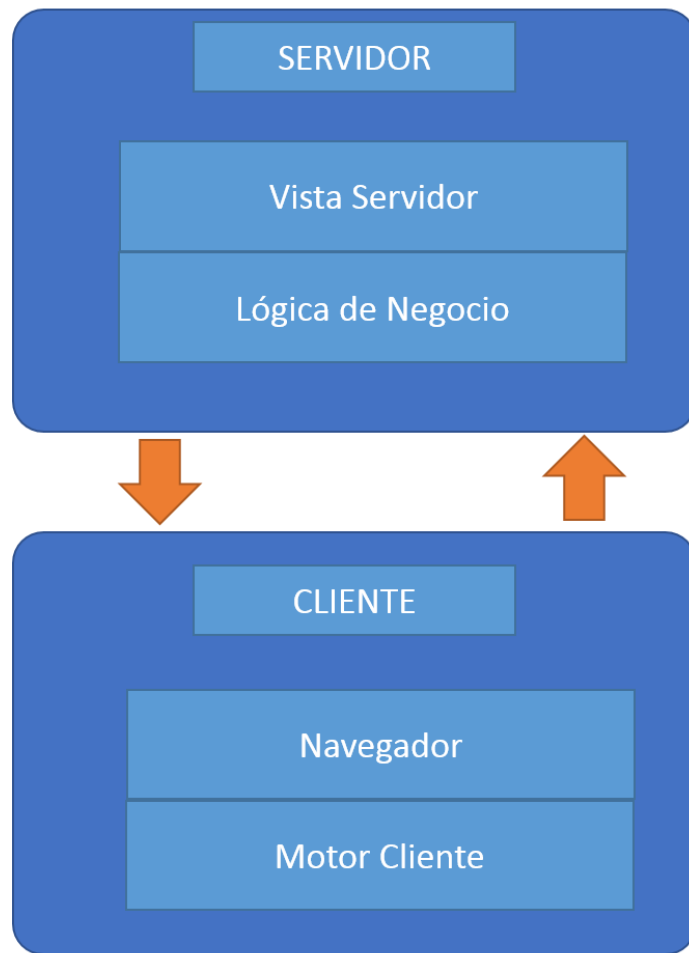 SERVIDOR
Vista Servidor
Lógica de Negocio
CLIENTE
Navegador
Motor Cliente